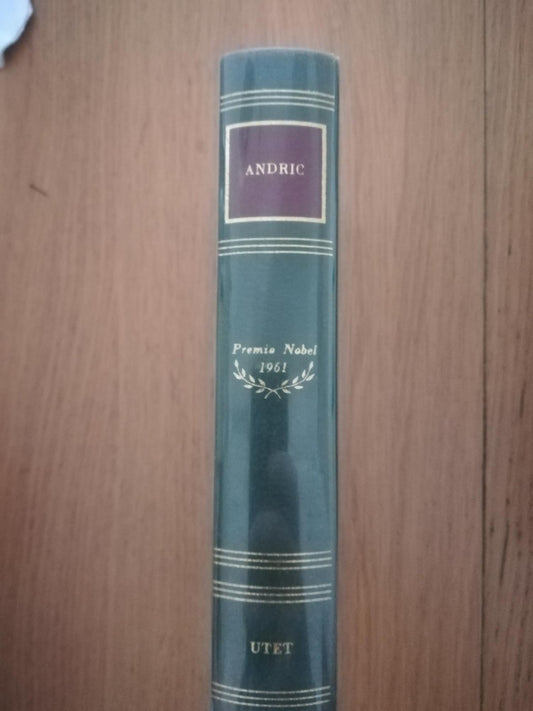 ANDRIC
Premio Nobel
1961
UTET